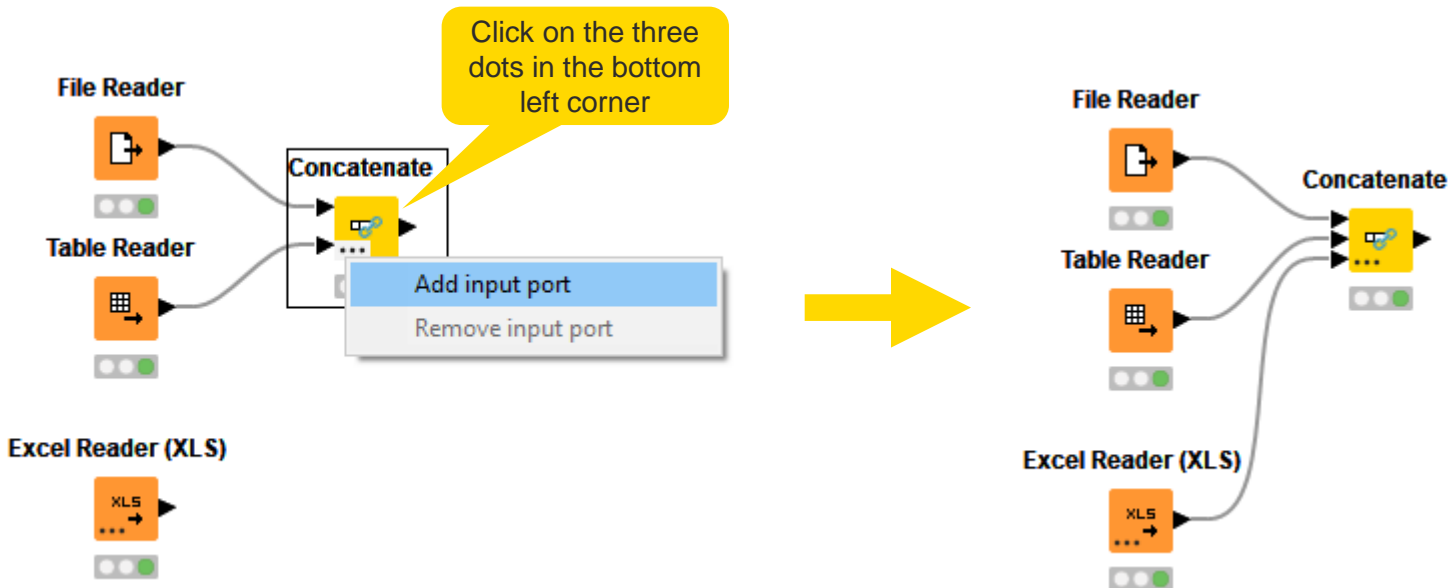 Click on the three
dots in the bottom
left corner
File Reader
Concatenate
Table Reader
Add input port
Remove input port
Excel Reader (XLS)
XLS
File Reader
Concatenate
Table Reader
Excel Reader (XLS)
XLS